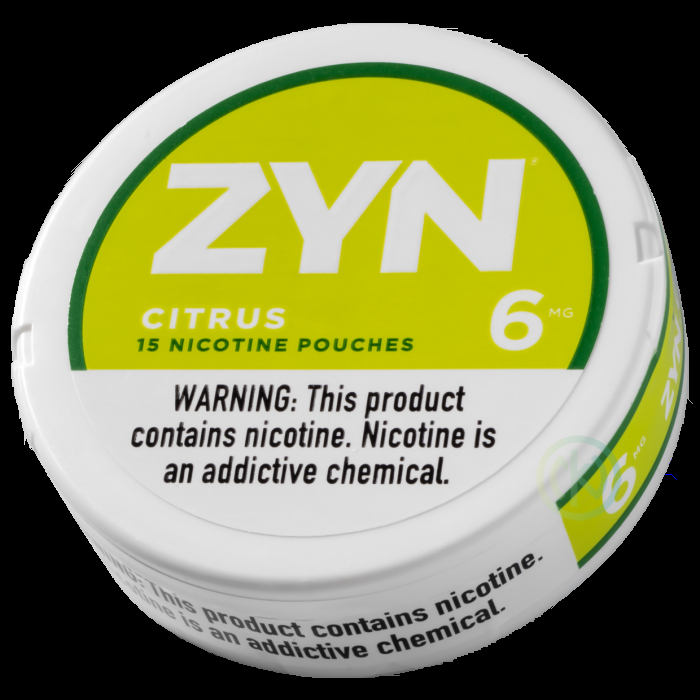 ZYN®
CITRUS
6 MG
15 NICOTINE POUCHES
WARNING: This product
contains nicotine. Nicotine is
an addictive chemical.
ZYN
6 MG
This product contains nicotine.
is an addictive chemical.